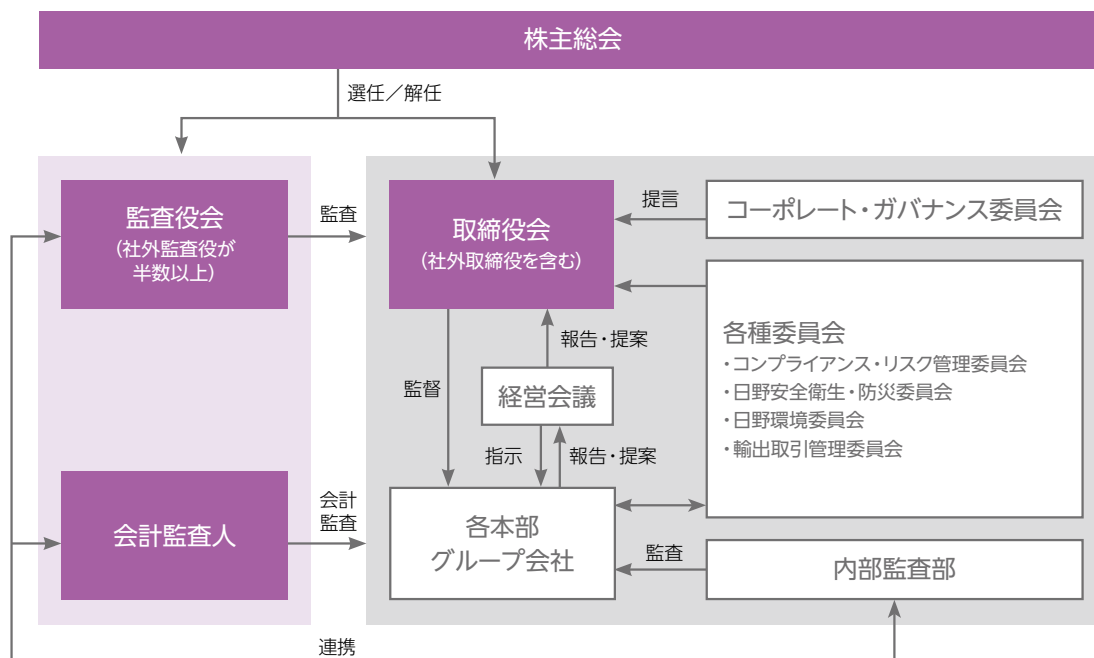 株主総会
選任／解任
監査役会
（社外監査役が
半数以上）
監査
取締役会
（社外取締役を含む）
提言
コーポレート・ガバナンス委員会
各種委員会
・コンプライアンス・リスク管理委員会
・日野安全衛生・防災委員会
・日野環境委員会
・輸出取引管理委員会
報告・提案
監督
経営会議
指示
報告・提案
会計監査人
会計
監査
各本部
グループ会社
監査
内部監査部
連携